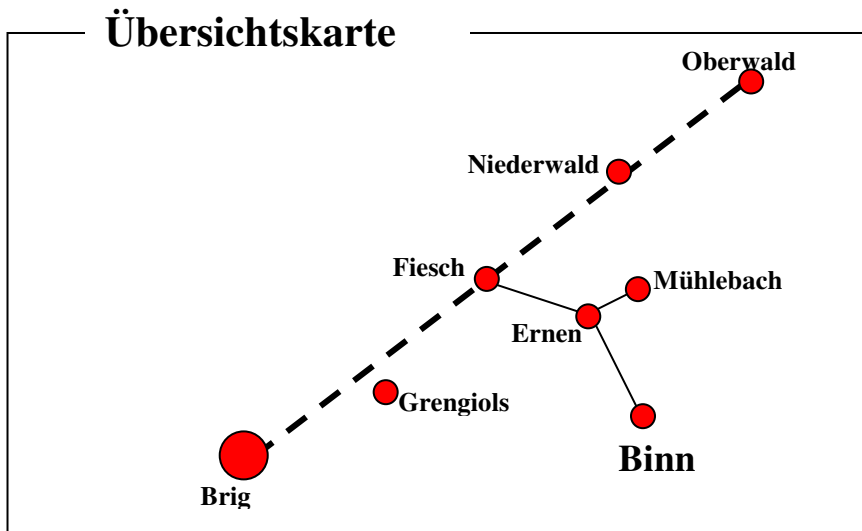 Übersichtskarte
Oberwald
Niederwald
Fiesch
Mühlebach
Ernen
Grengiols
Binn
Brig